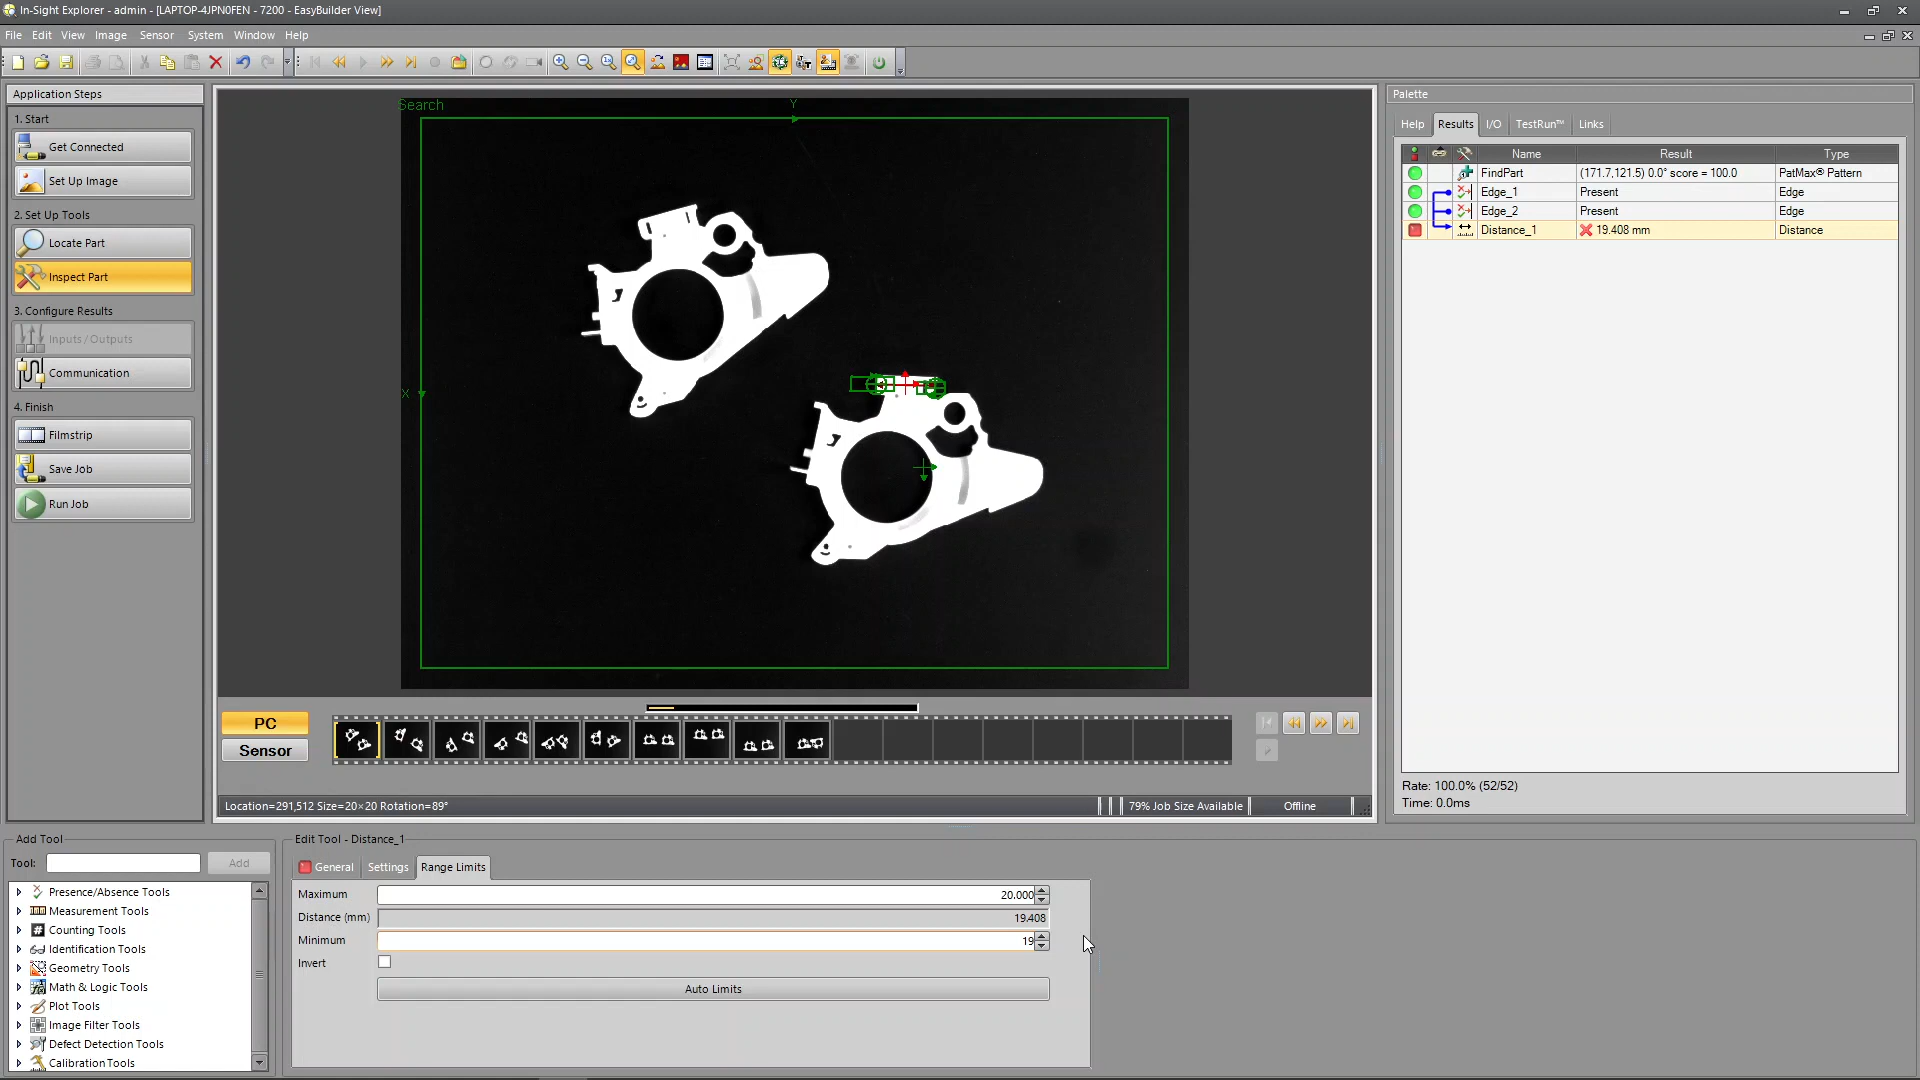 In-Sight Explorer - admin - [LAPTOP-4JPN0FEN - 7200 - EasyBuilder View]
File Edit View Image Sensor System Window Help
Application Steps
1. Start
Get Connected
Set Up Image
2. Set Up Tools
Locate Part
Inspect Part
3. Configure Results
Inputs/Outputs
Communication
4. Finish
Filmstrip
Save Job
Run Job
Search
Y
X
PC
Sensor
Location=291,512 Size=20×20 Rotation=89° 79% Job Size Available Offline
Palette
Help Results I/O TestRun™ Links
Name Result Type
FindPart (171.7,121.5) 0.0° score = 100.0 PatMax® Pattern
Edge_1 Present Edge
Edge_2 Present Edge
Distance_1 19.408 mm Distance
Rate: 100.0% (52/52)
Time: 0.0ms
Add Tool
Tool: Add
Presence/Absence Tools
Measurement Tools
Counting Tools
Identification Tools
Geometry Tools
Math & Logic Tools
Plot Tools
Image Filter Tools
Defect Detection Tools
Calibration Tools
Edit Tool - Distance_1
General Settings Range Limits
Maximum 20.000
Distance (mm) 19.408
Minimum 19
Invert
Auto Limits